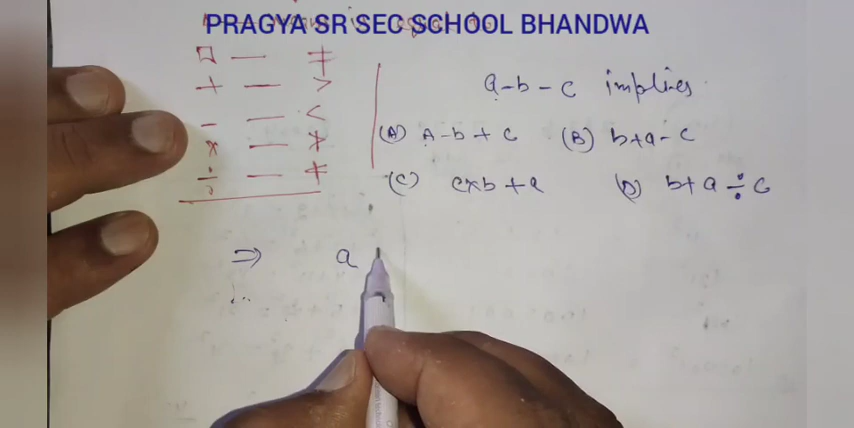 PRAGYA SR SEC SCHOOL BHANDWA
□ — ≠
+ — >
− — <
× — ≯
÷ — ≮
a - b - c implies
(A) A - b + c (B) b + a - c
(C) c × b + a (D) b + a ÷ c
⇒ a